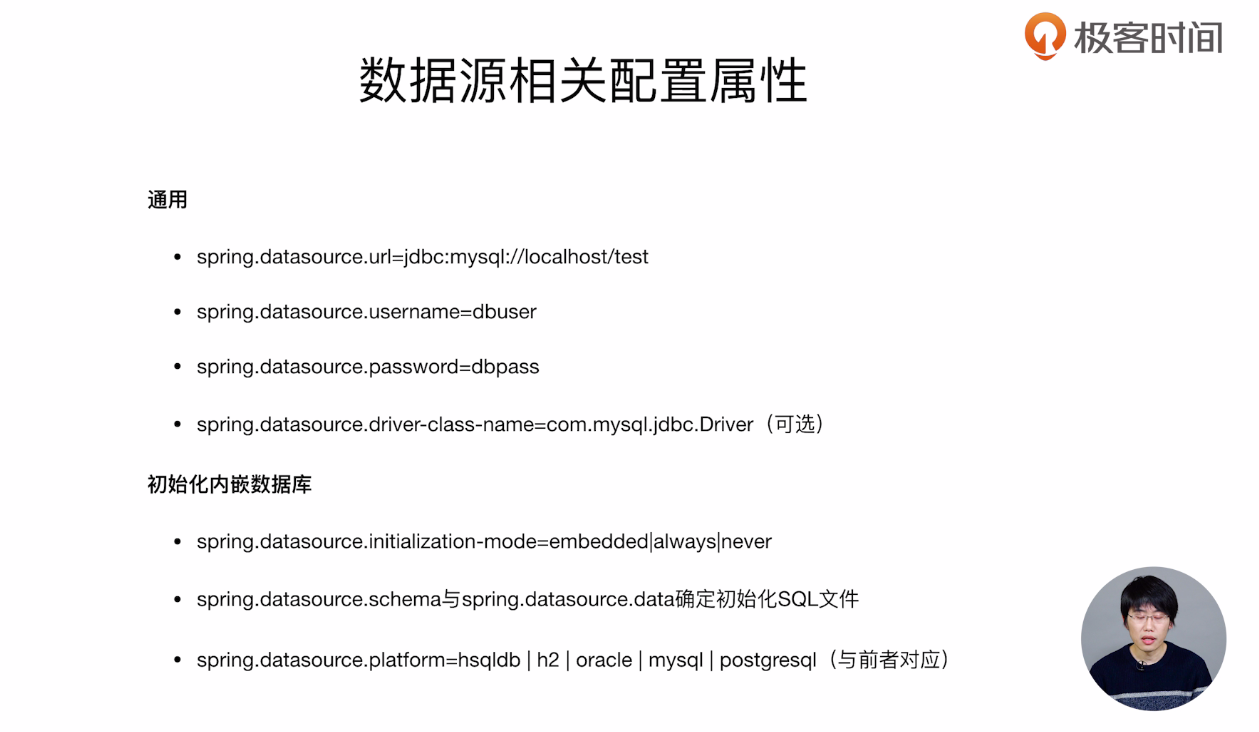 极客时间
数据源相关配置属性
通用
• spring.datasource.url=jdbc:mysql://localhost/test
• spring.datasource.username=dbuser
• spring.datasource.password=dbpass
• spring.datasource.driver-class-name=com.mysql.jdbc.Driver（可选）
初始化内嵌数据库
• spring.datasource.initialization-mode=embedded|always|never
• spring.datasource.schema与spring.datasource.data确定初始化SQL文件
• spring.datasource.platform=hsqldb | h2 | oracle | mysql | postgresql（与前者对应）